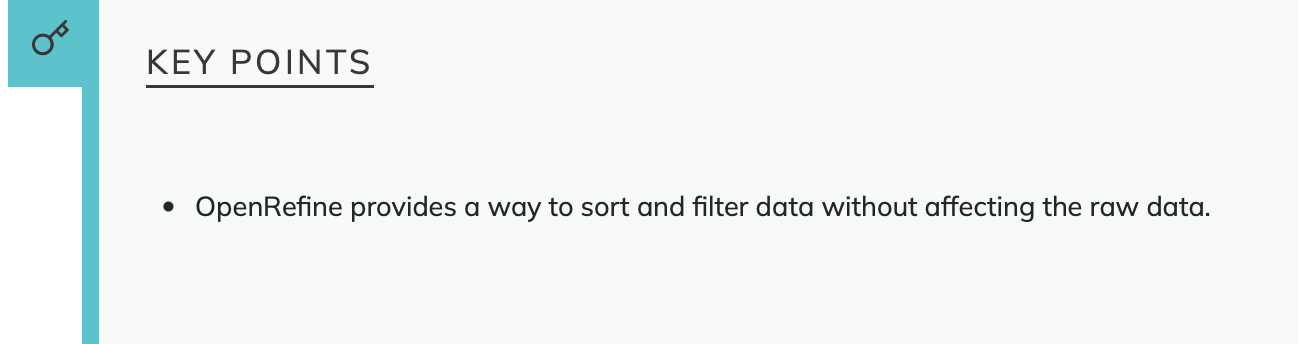 KEY POINTS
• OpenRefine provides a way to sort and filter data without affecting the raw data.